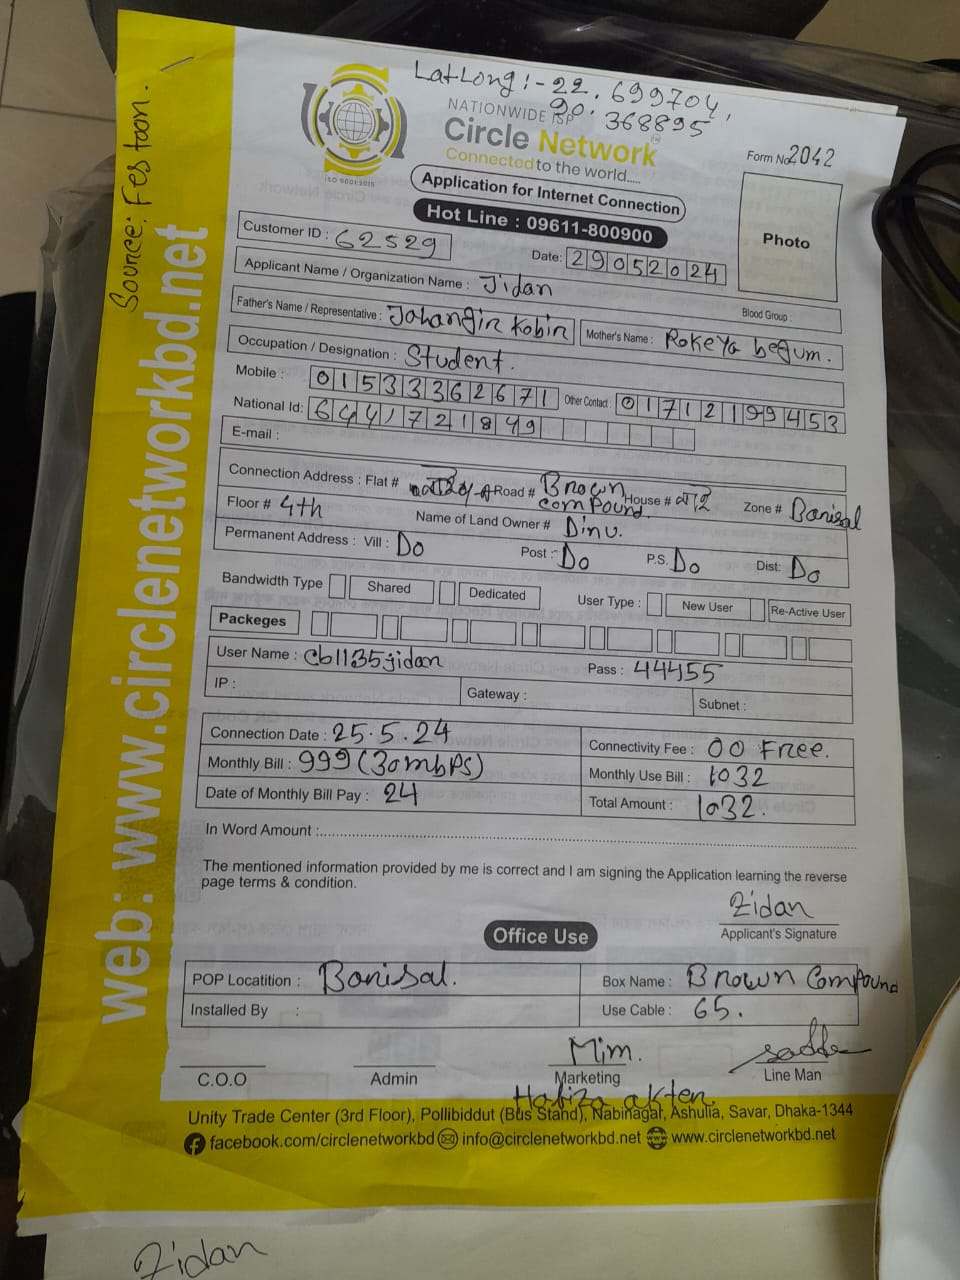 LatLong:- 22.699704,
90.368895
NATIONWIDE ISP
Circle Network
Connected to the world.....
ISO 9001:2015
Form No 2042
Application for Internet Connection
Hot Line : 09611-800900
Photo
Source: Festoon.
web: www.circlenetworkbd.net
Customer ID : 62529
Date: 29052024
Applicant Name / Organization Name : Jidan
Blood Group :
Father's Name / Representative : Jahangir Kobir
Mother's Name : Rokeya begum.
Occupation / Designation : Student.
Mobile : 01533362671
Other Contact : 01712199453
National Id: 6441721849
E-mail :
Connection Address : Flat # Road # Brown Compound House # Zone # Barisal
Floor # 4th Name of Land Owner # Dinu.
Permanent Address : Vill : Do Post : Do P.S. Do Dist: Do
Bandwidth Type Shared Dedicated User Type : New User Re-Active User
Packeges
User Name : cb1135jidan Pass : 44455
IP : Gateway : Subnet :
Connection Date : 25.5.24 Connectivity Fee : 00 Free.
Monthly Bill : 999 (30mbps) Monthly Use Bill : 1032
Date of Monthly Bill Pay : 24 Total Amount : 1032.
In Word Amount :
The mentioned information provided by me is correct and I am signing the Application learning the reverse
page terms & condition.
Zidan
Applicant's Signature
Office Use
POP Locatition : Barisal. Box Name : Brown Compound
Installed By : Use Cable : 65.
Mim.
C.O.O Admin Marketing Line Man
Hafiza akter
Unity Trade Center (3rd Floor), Pollibiddut (Bus Stand), Nabinagar, Ashulia, Savar, Dhaka-1344
facebook.com/circlenetworkbd info@circlenetworkbd.net www.circlenetworkbd.net
Zidan